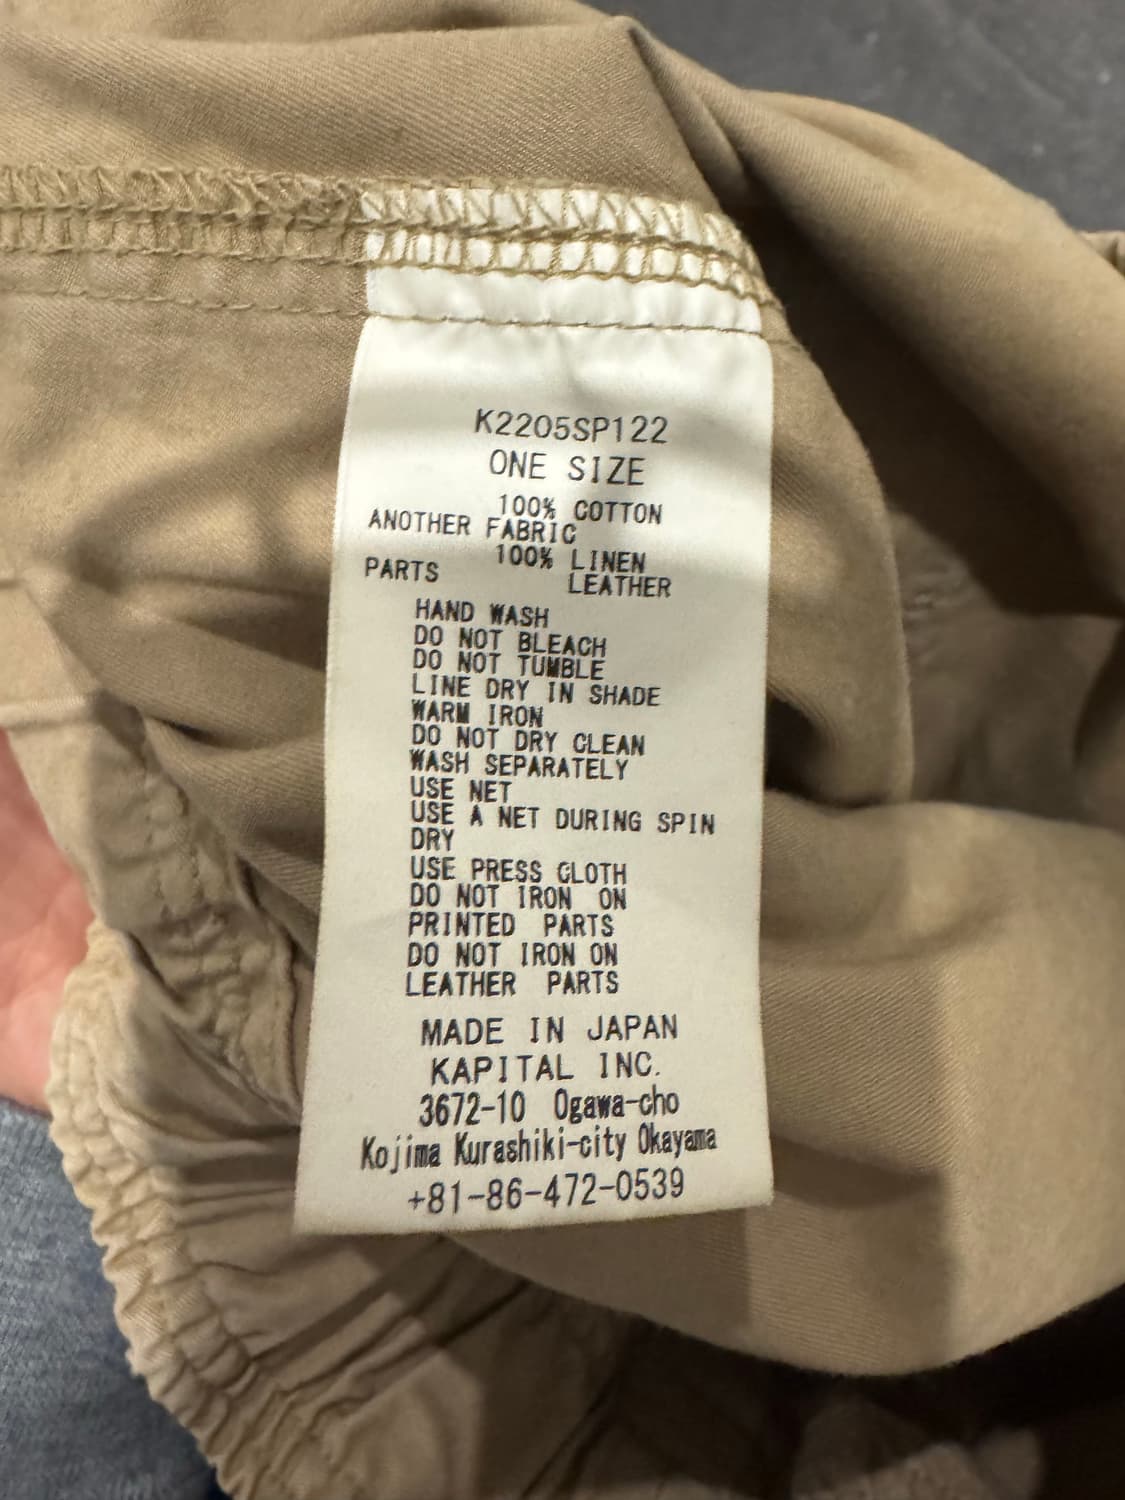 K2205SP122
ONE SIZE
100% COTTON
ANOTHER FABRIC
100% LINEN
PARTS LEATHER
HAND WASH
DO NOT BLEACH
DO NOT TUMBLE
LINE DRY IN SHADE
WARM IRON
DO NOT DRY CLEAN
WASH SEPARATELY
USE NET
USE A NET DURING SPIN
DRY
USE PRESS CLOTH
DO NOT IRON ON
PRINTED PARTS
DO NOT IRON ON
LEATHER PARTS
MADE IN JAPAN
KAPITAL INC.
3672-10 Ogawa-cho
Kojima Kurashiki-city Okayama
+81-86-472-0539